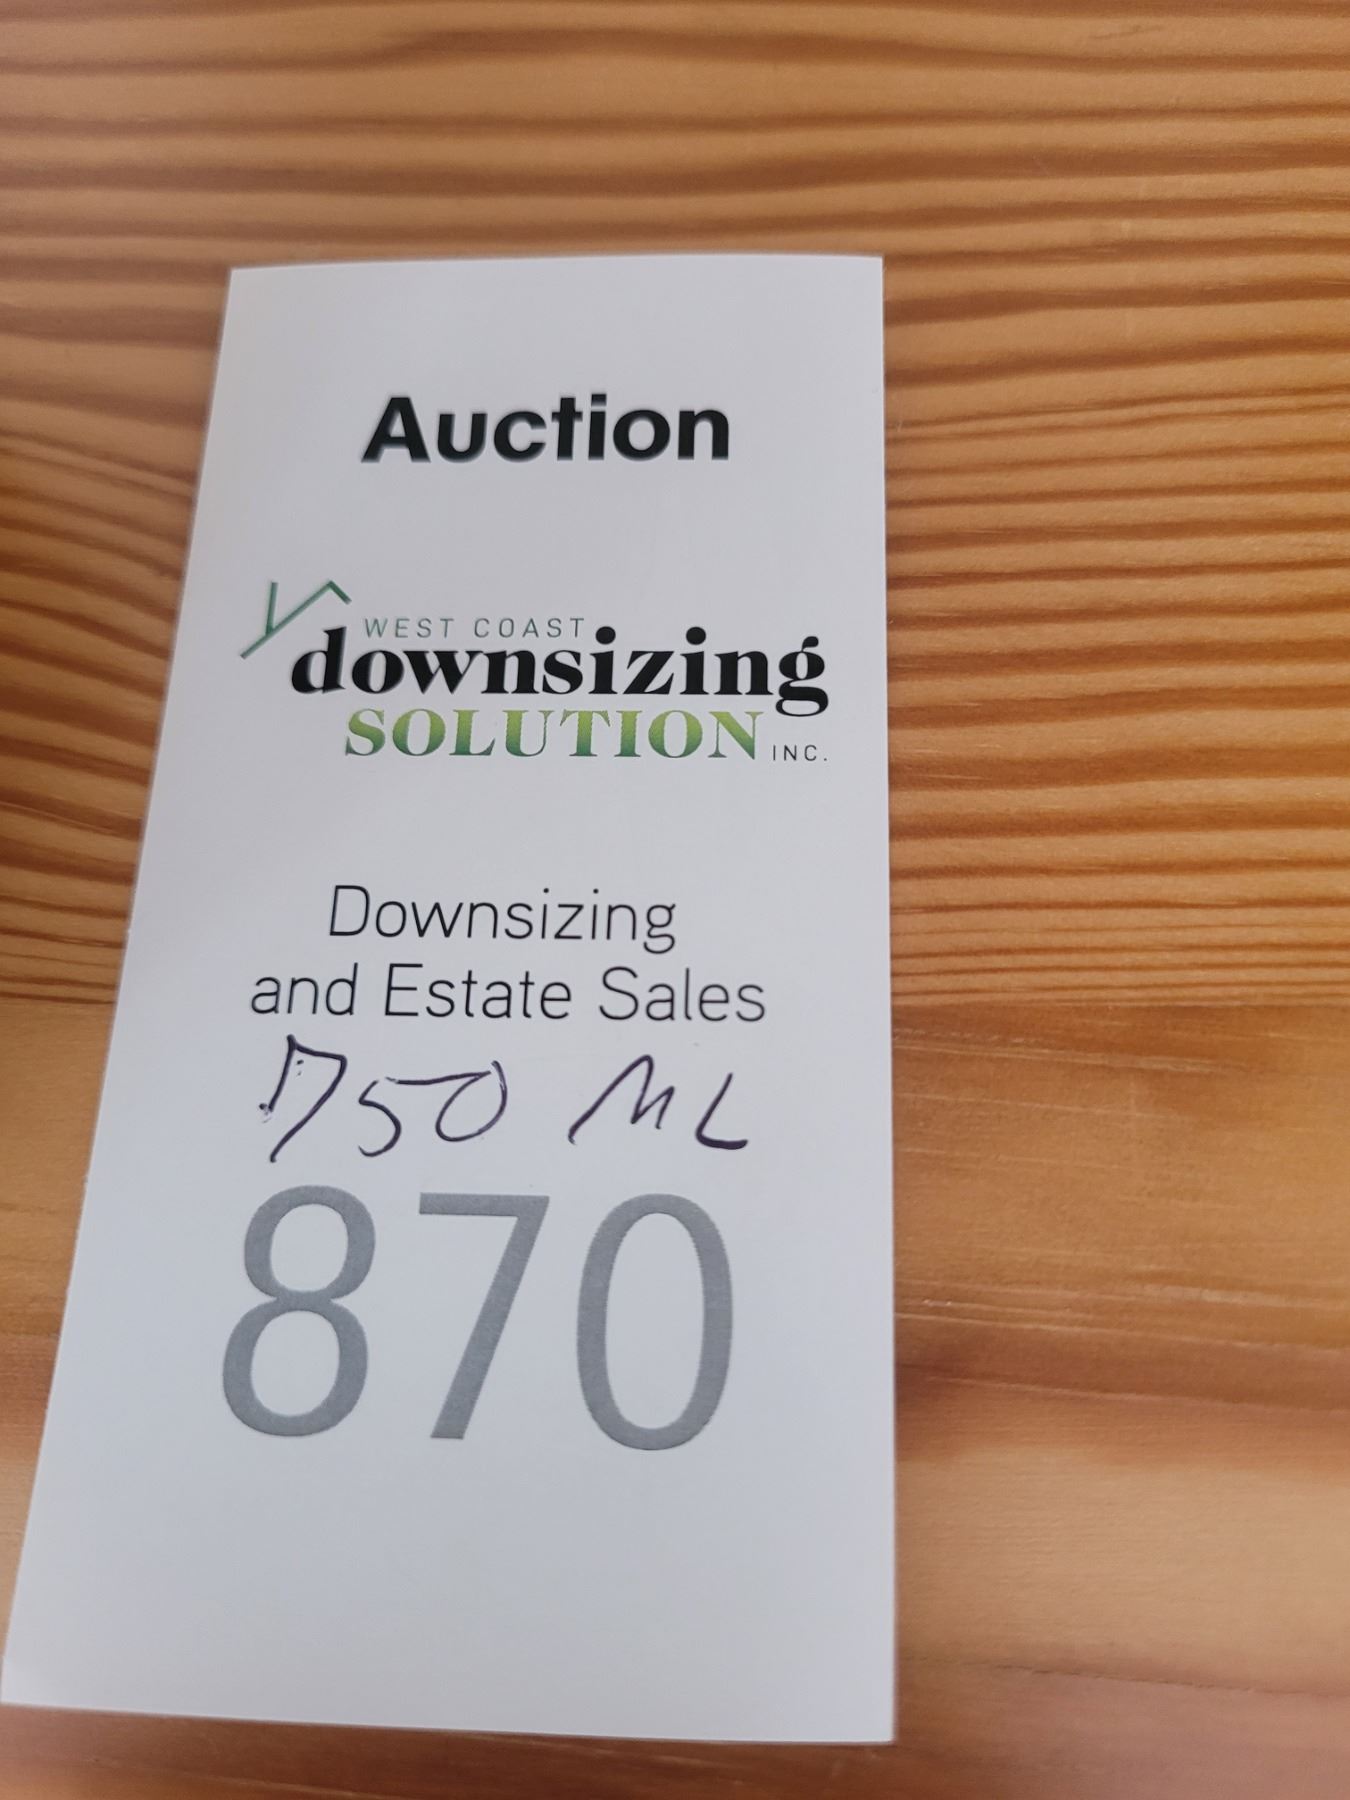 Auction
WEST COAST
downsizing
SOLUTION INC.
Downsizing
and Estate Sales
750 ML
870